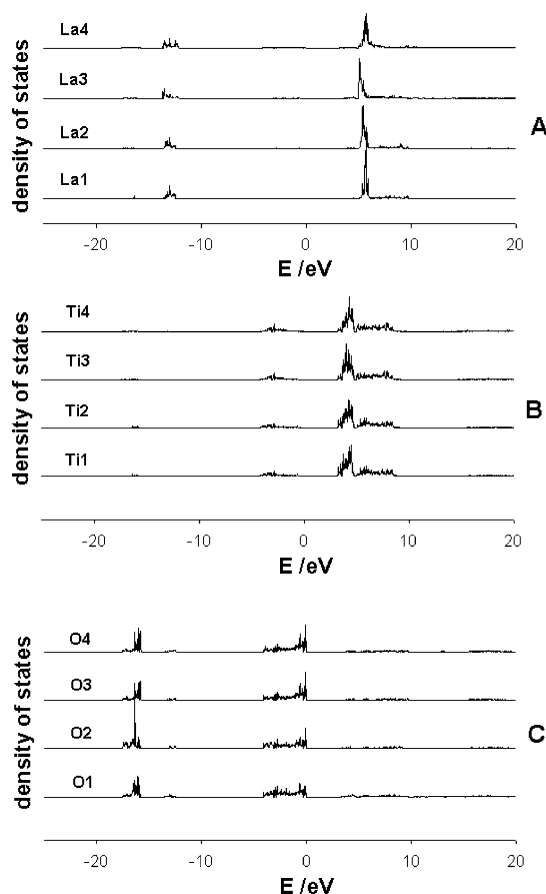 La4
La3
La2
La1
density of states
A
-20 -10 0 10 20
E /eV
Ti4
Ti3
Ti2
Ti1
density of states
B
-20 -10 0 10 20
E /eV
O4
O3
O2
O1
density of states
C
-20 -10 0 10 20
E /eV